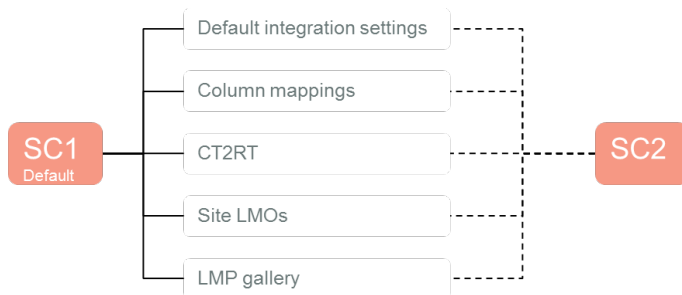 Default integration settings
Column mappings
SC1
Default
CT2RT
SC2
Site LMOs
LMP gallery